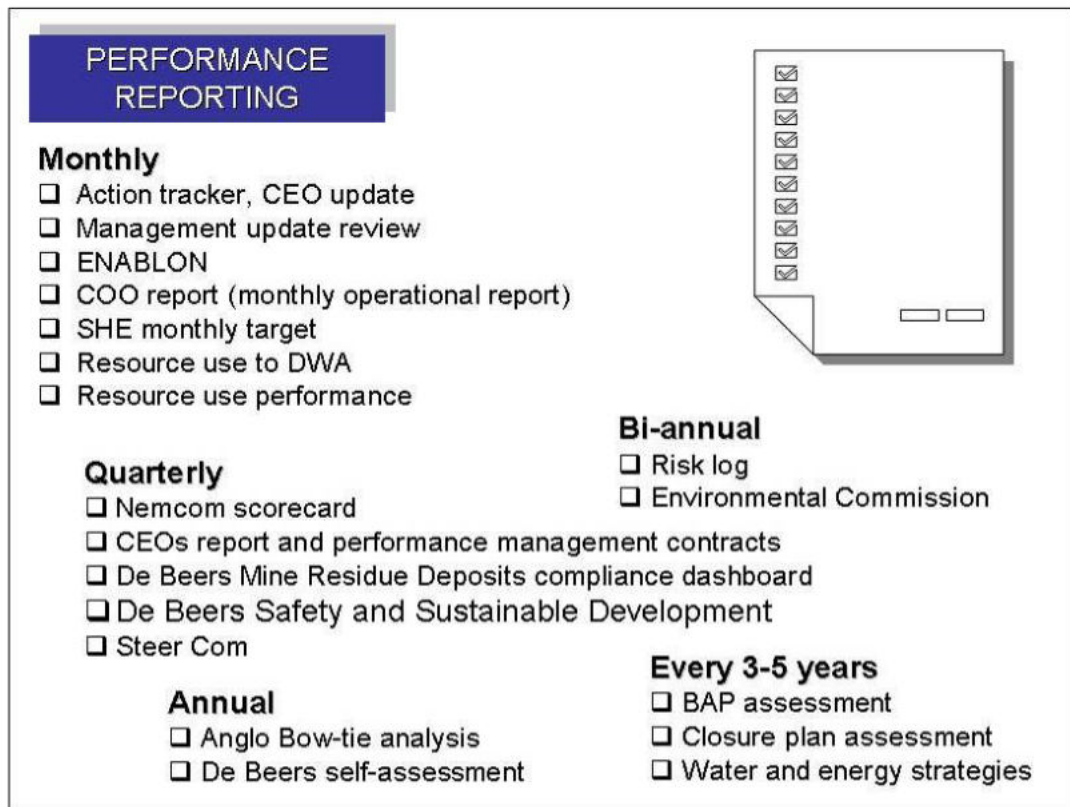 PERFORMANCE
REPORTING
Monthly
❑ Action tracker, CEO update
❑ Management update review
❑ ENABLON
❑ COO report (monthly operational report)
❑ SHE monthly target
❑ Resource use to DWA
❑ Resource use performance
Bi-annual
❑ Risk log
❑ Environmental Commission
Quarterly
❑ Nemcom scorecard
❑ CEOs report and performance management contracts
❑ De Beers Mine Residue Deposits compliance dashboard
❑ De Beers Safety and Sustainable Development
❑ Steer Com
Every 3-5 years
❑ BAP assessment
❑ Closure plan assessment
❑ Water and energy strategies
Annual
❑ Anglo Bow-tie analysis
❑ De Beers self-assessment